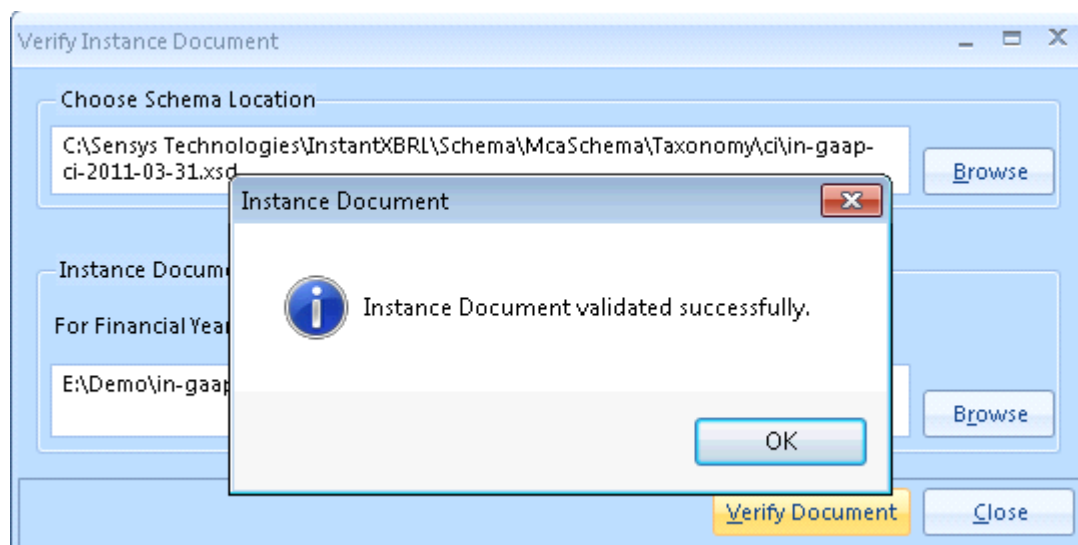 Verify Instance Document
Choose Schema Location
C:\Sensys Technologies\InstantXBRL\Schema\McaSchema\Taxonomy\ci\in-gaap-
ci-2011-03-31.xsd
Browse
Instance Document
Instance Docum
Instance Document validated successfully.
For Financial Year
E:\Demo\in-gaap
Browse
OK
Verify Document
Close